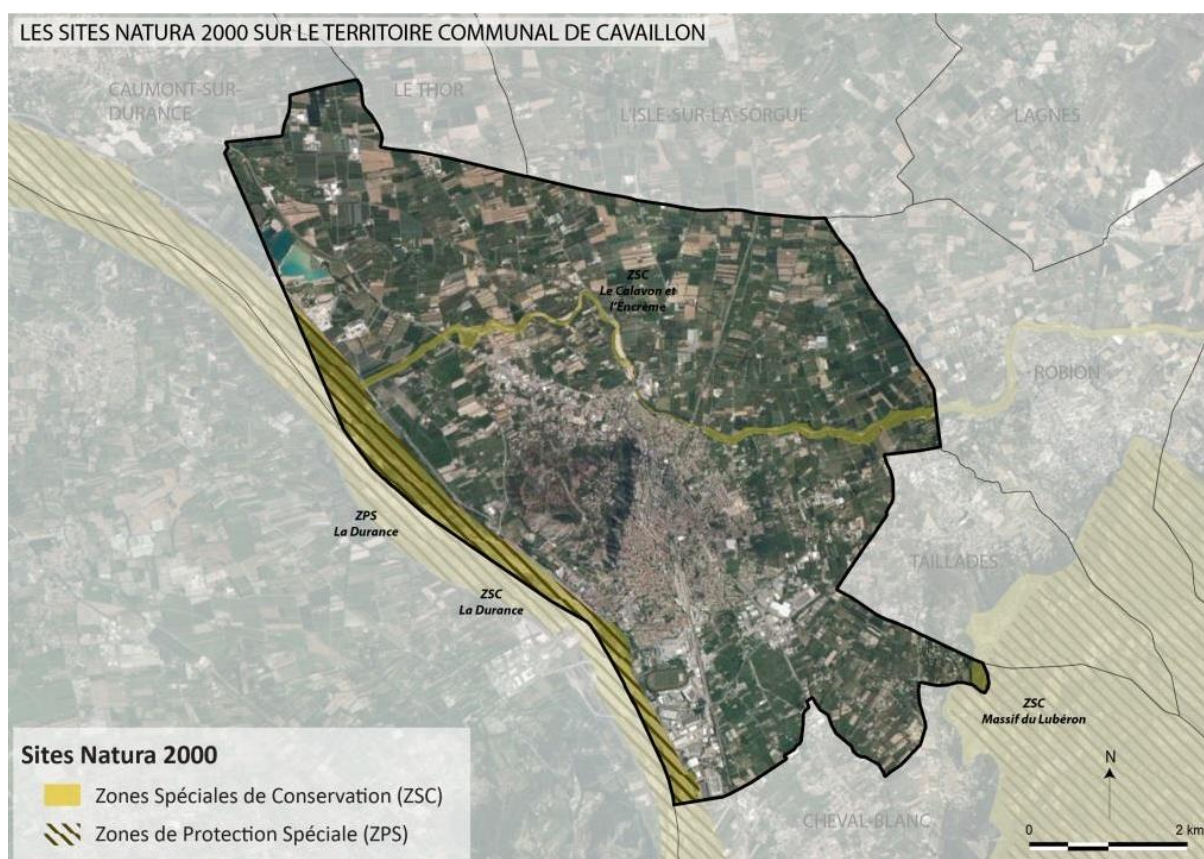 LES SITES NATURA 2000 SUR LE TERRITOIRE COMMUNAL DE CAVAILLON
CAUMONT-SUR-
DURANCE
LE THOR
L'ISLE-SUR-LA-SORGUE
LAGNES
ZSC
Le Calavon et
l'Encrème
ROBION
ZPS
La Durance
TAILLADES
ZSC
La Durance
ZSC
Massif du Lubéron
Sites Natura 2000
Zones Spéciales de Conservation (ZSC)
Zones de Protection Spéciale (ZPS)
CHEVAL-BLANC
N
0 2 km